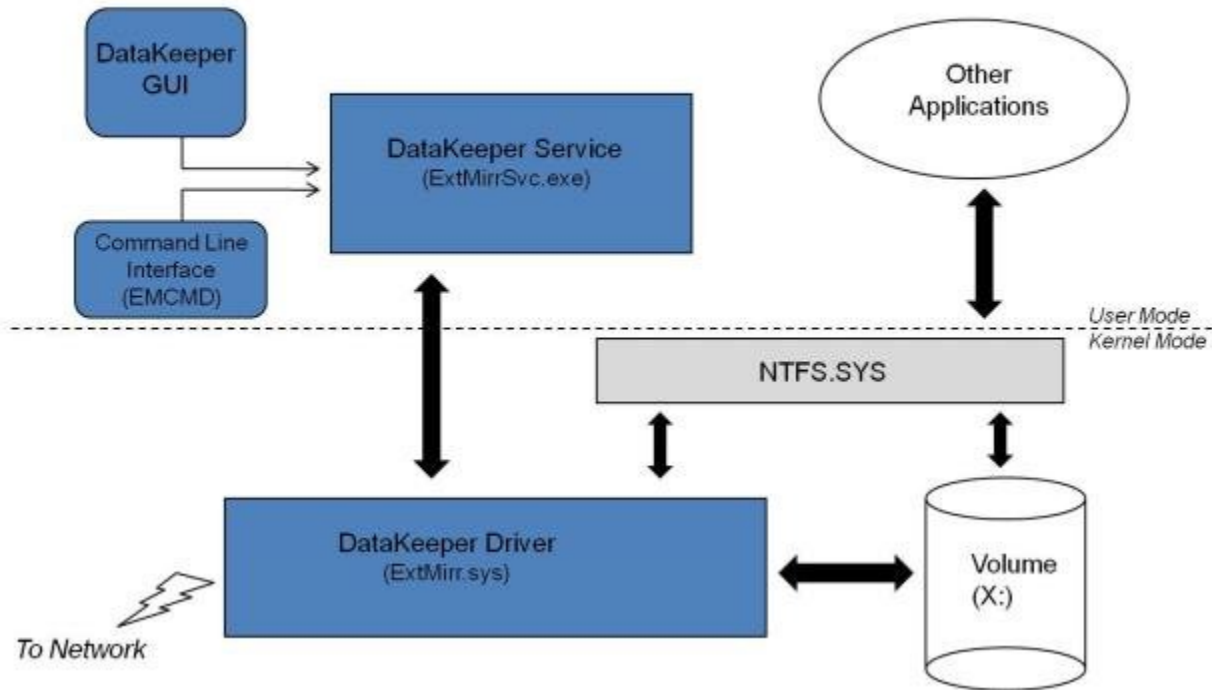 DataKeeper
GUI
DataKeeper Service
(ExtMirrSvc.exe)
Other
Applications
Command Line
Interface
(EMCMD)
User Mode
Kernel Mode
NTFS.SYS
DataKeeper Driver
(ExtMirr.sys)
Volume
(X:)
To Network